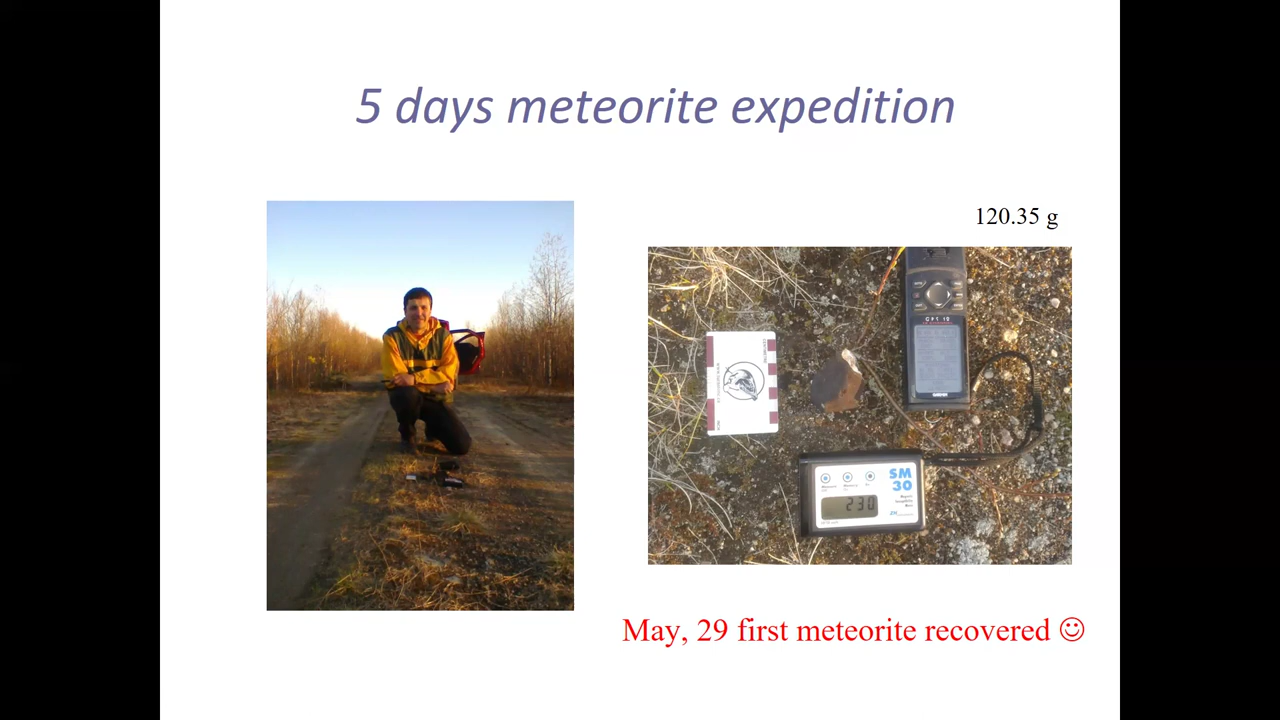 5 days meteorite expedition
120.35 g
SM
30
230
May, 29 first meteorite recovered ☺